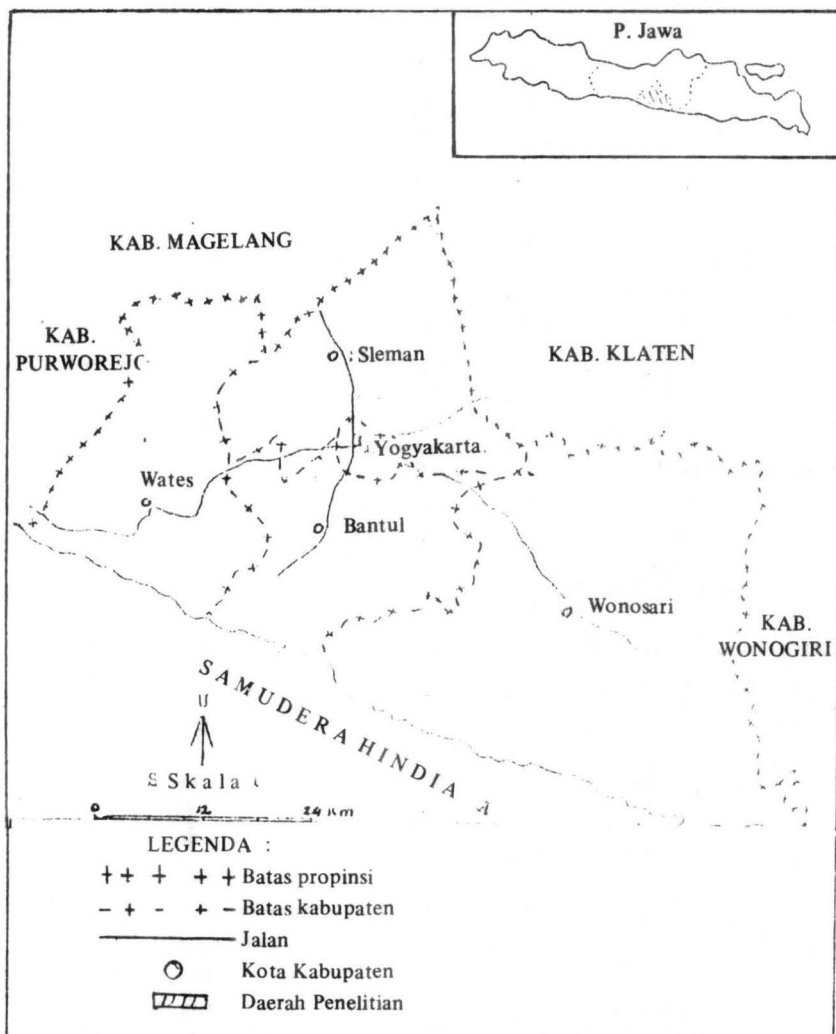 P. Jawa
KAB. MAGELANG
KAB.
PURWOREJO
Sleman
KAB. KLATEN
Yogyakarta
Wates
Bantul
Wonosari
KAB.
WONOGIRI
SAMUDERA HINDIA
U
Skala
0 12 24 Km
LEGENDA :
Batas propinsi
Batas kabupaten
Jalan
Kota Kabupaten
Daerah Penelitian